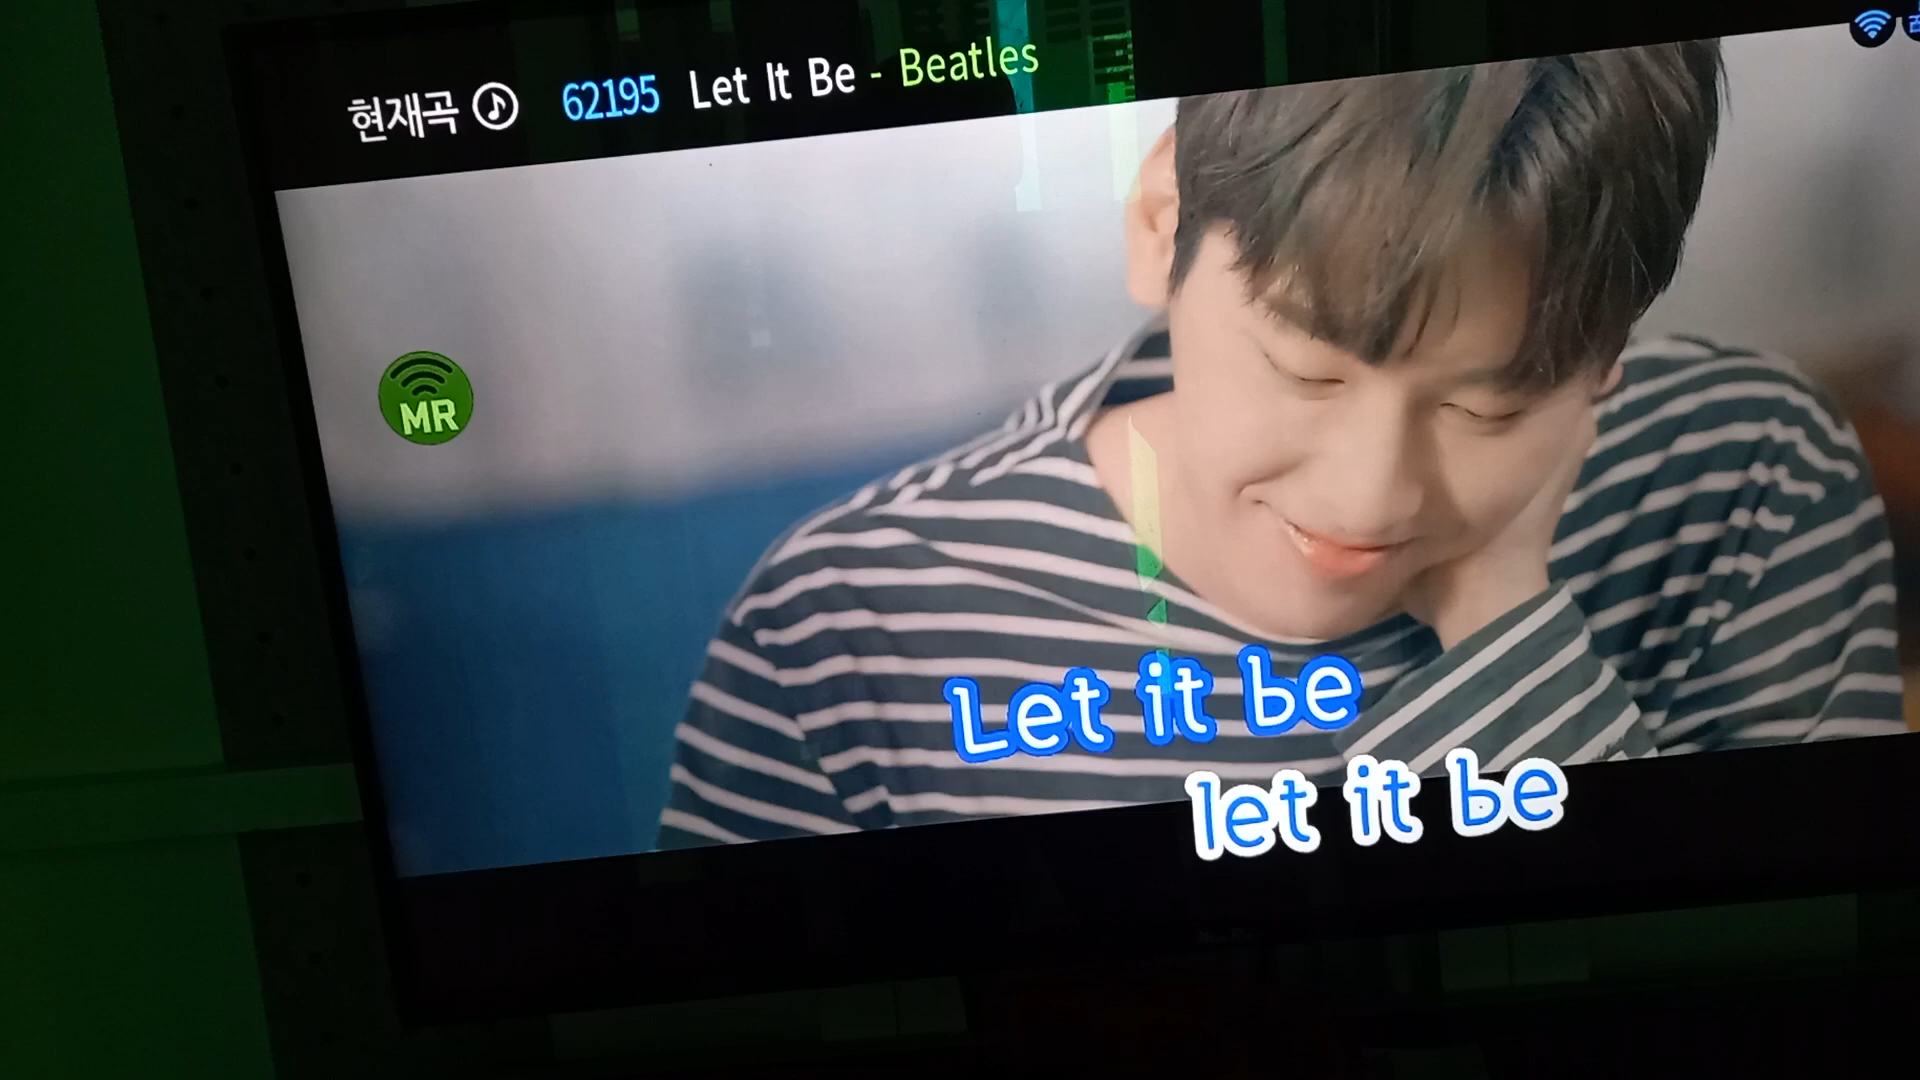 현재곡 62195 Let It Be - Beatles
MR
Let it be
let it be